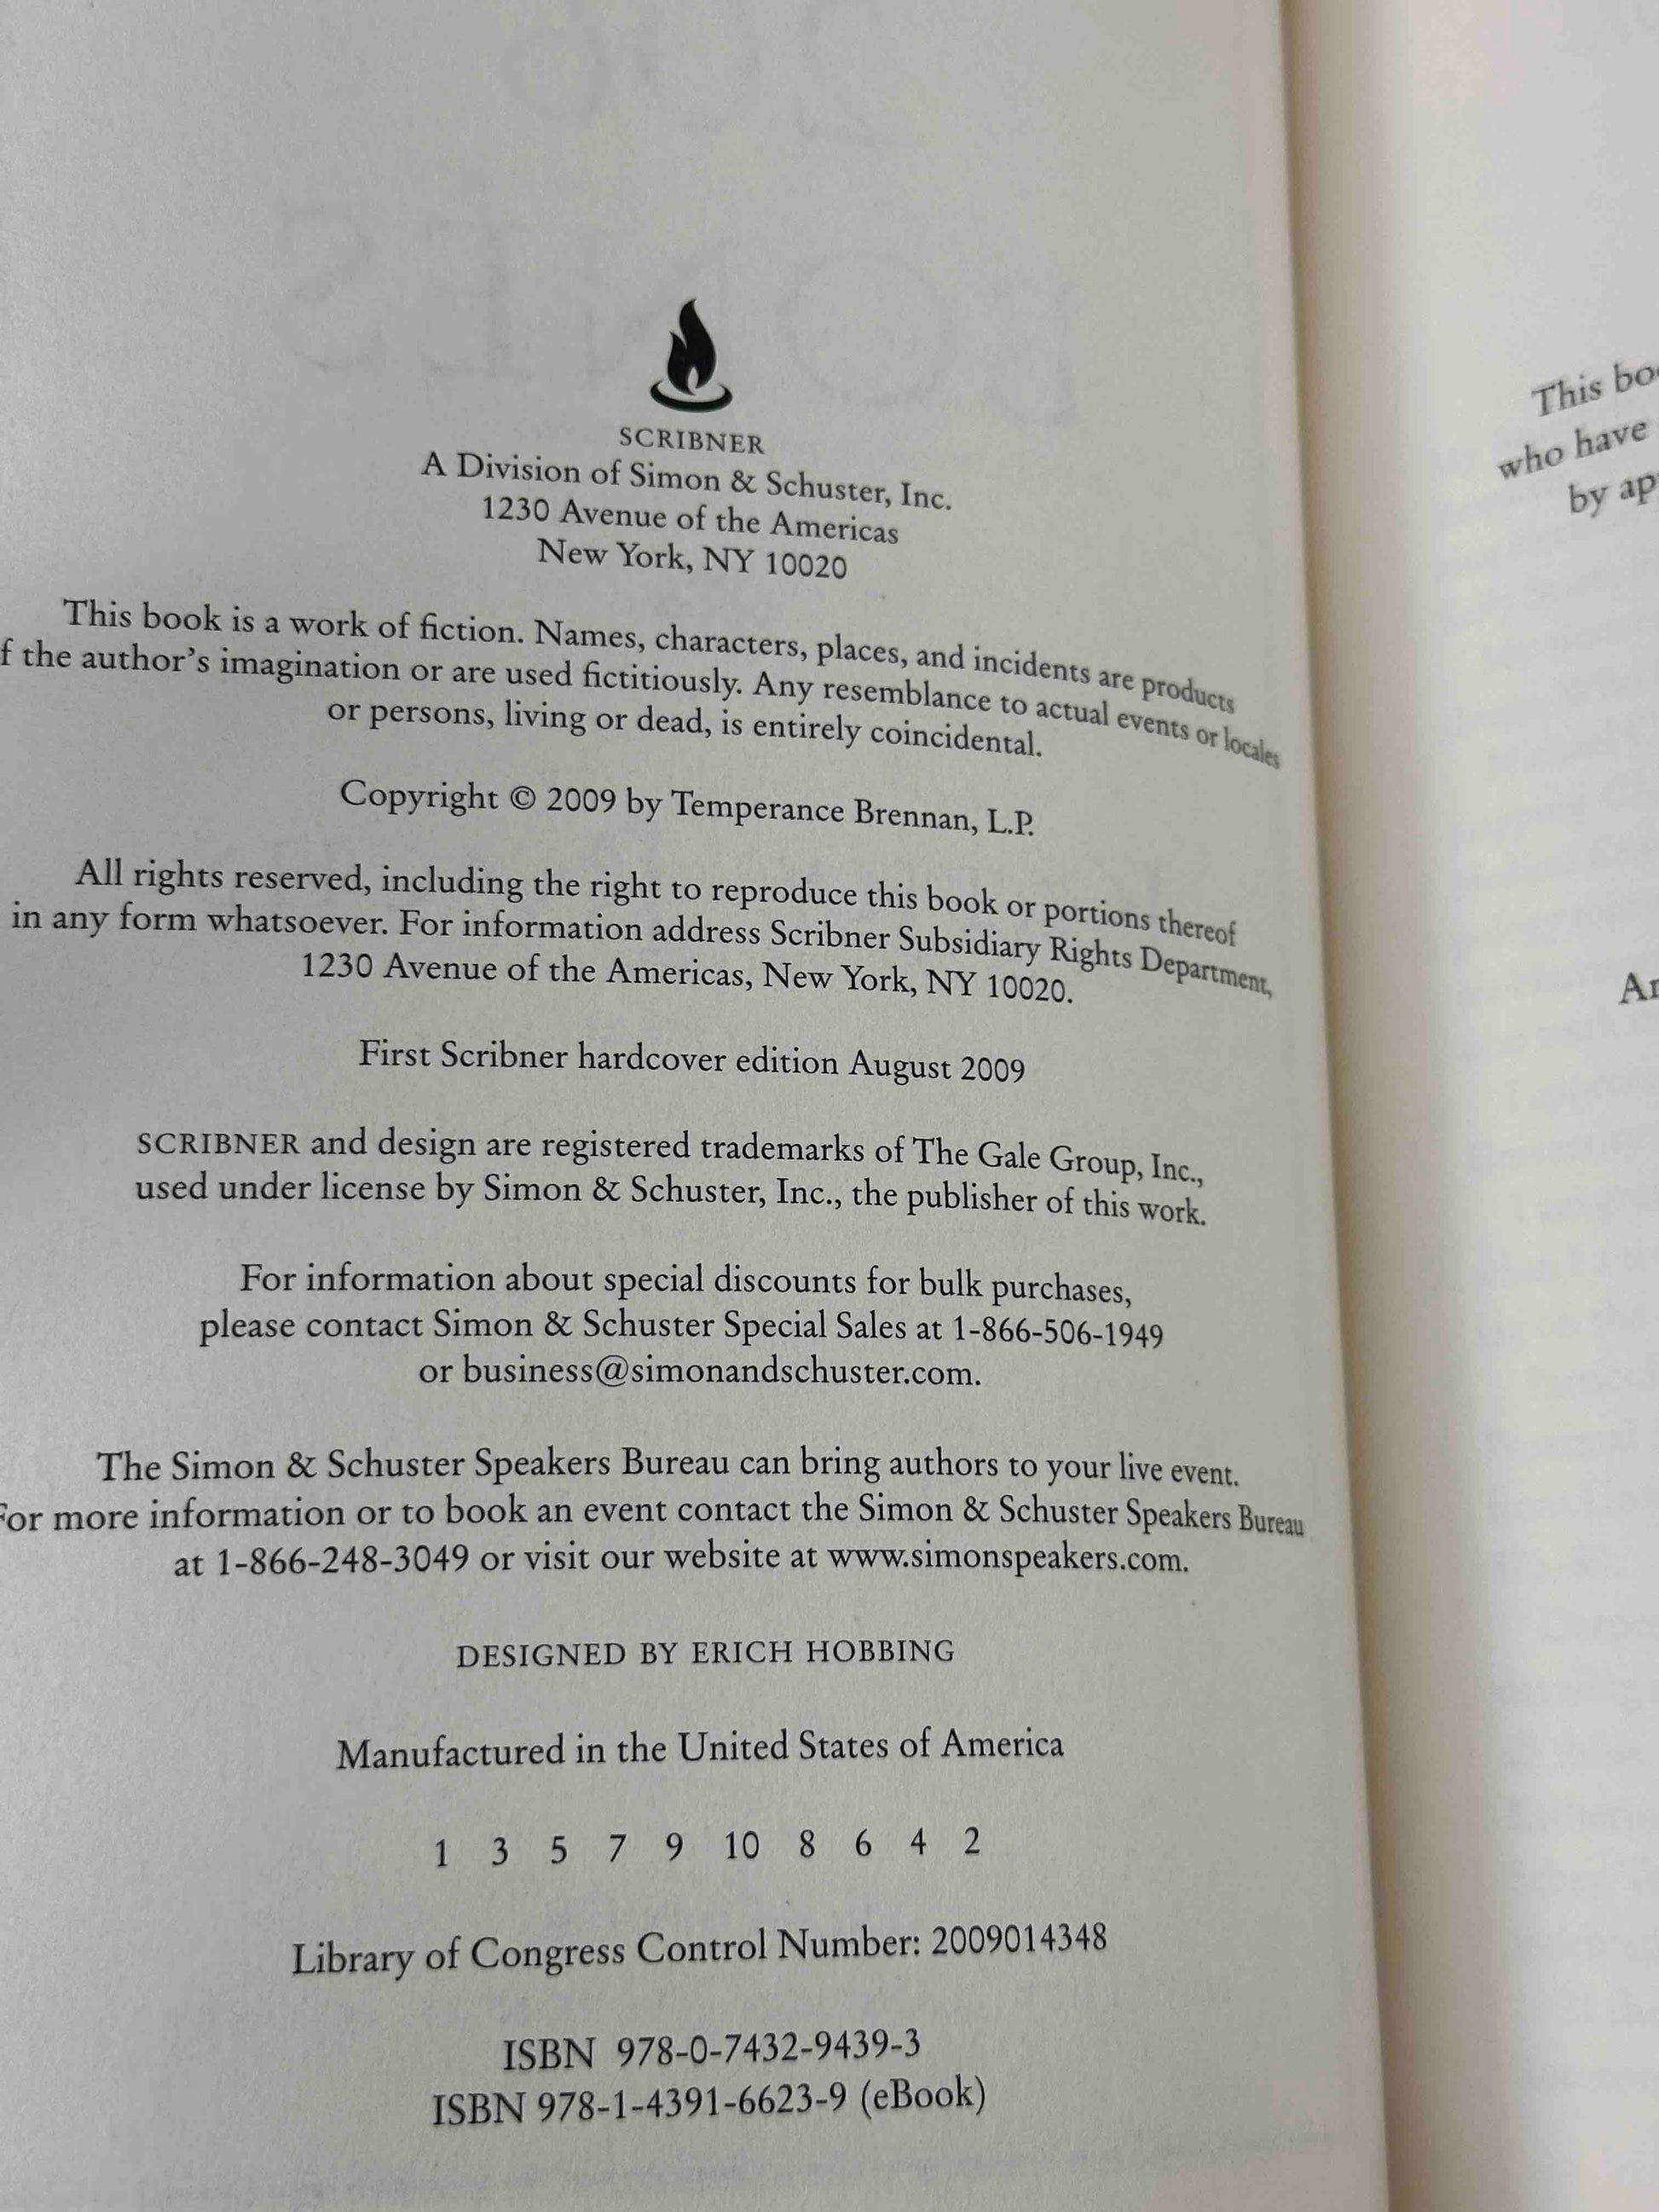 SCRIBNER
A Division of Simon & Schuster, Inc.
1230 Avenue of the Americas
New York, NY 10020
This book is a work of fiction. Names, characters, places, and incidents are products
f the author's imagination or are used fictitiously. Any resemblance to actual events or locales
or persons, living or dead, is entirely coincidental.
Copyright © 2009 by Temperance Brennan, L.P.
All rights reserved, including the right to reproduce this book or portions thereof
in any form whatsoever. For information address Scribner Subsidiary Rights Department,
1230 Avenue of the Americas, New York, NY 10020.
First Scribner hardcover edition August 2009
SCRIBNER and design are registered trademarks of The Gale Group, Inc.,
used under license by Simon & Schuster, Inc., the publisher of this work.
For information about special discounts for bulk purchases,
please contact Simon & Schuster Special Sales at 1-866-506-1949
or business@simonandschuster.com.
The Simon & Schuster Speakers Bureau can bring authors to your live event.
For more information or to book an event contact the Simon & Schuster Speakers Bureau
at 1-866-248-3049 or visit our website at www.simonspeakers.com.
DESIGNED BY ERICH HOBBING
Manufactured in the United States of America
1 3 5 7 9 10 8 6 4 2
Library of Congress Control Number: 2009014348
ISBN 978-0-7432-9439-3
ISBN 978-1-4391-6623-9 (eBook)
This boo
who have
by ap
Ar